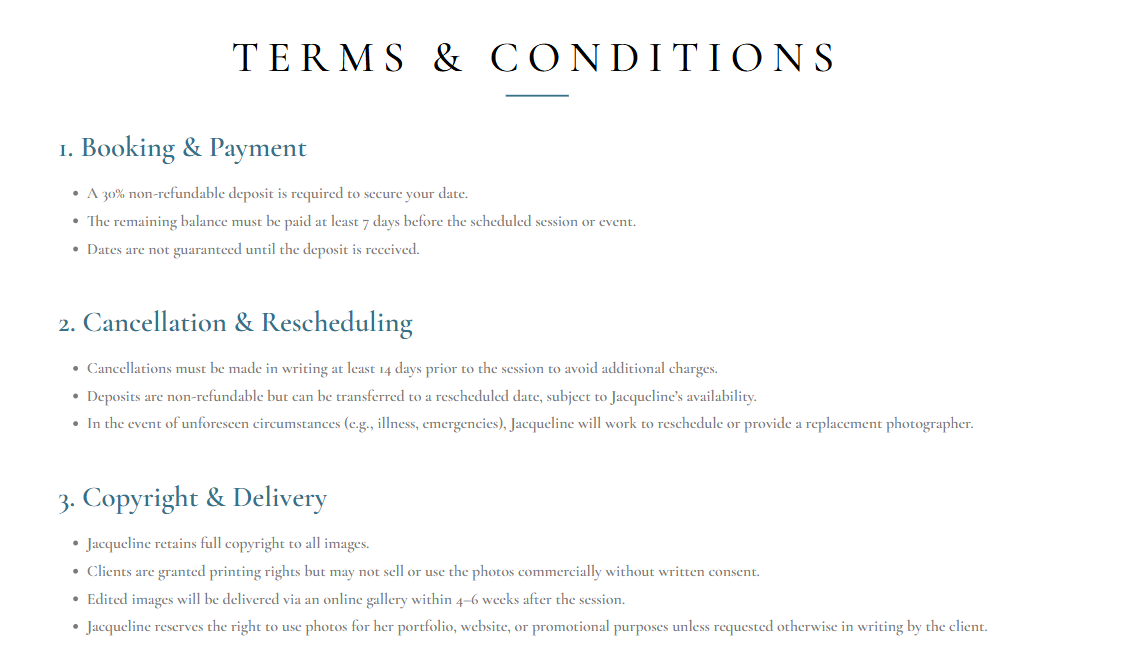 TERMS & CONDITIONS
1. Booking & Payment
• A 30% non-refundable deposit is required to secure your date.
• The remaining balance must be paid at least 7 days before the scheduled session or event.
• Dates are not guaranteed until the deposit is received.
2. Cancellation & Rescheduling
• Cancellations must be made in writing at least 14 days prior to the session to avoid additional charges.
• Deposits are non-refundable but can be transferred to a rescheduled date, subject to Jacqueline’s availability.
• In the event of unforeseen circumstances (e.g., illness, emergencies), Jacqueline will work to reschedule or provide a replacement photographer.
3. Copyright & Delivery
• Jacqueline retains full copyright to all images.
• Clients are granted printing rights but may not sell or use the photos commercially without written consent.
• Edited images will be delivered via an online gallery within 4–6 weeks after the session.
• Jacqueline reserves the right to use photos for her portfolio, website, or promotional purposes unless requested otherwise in writing by the client.